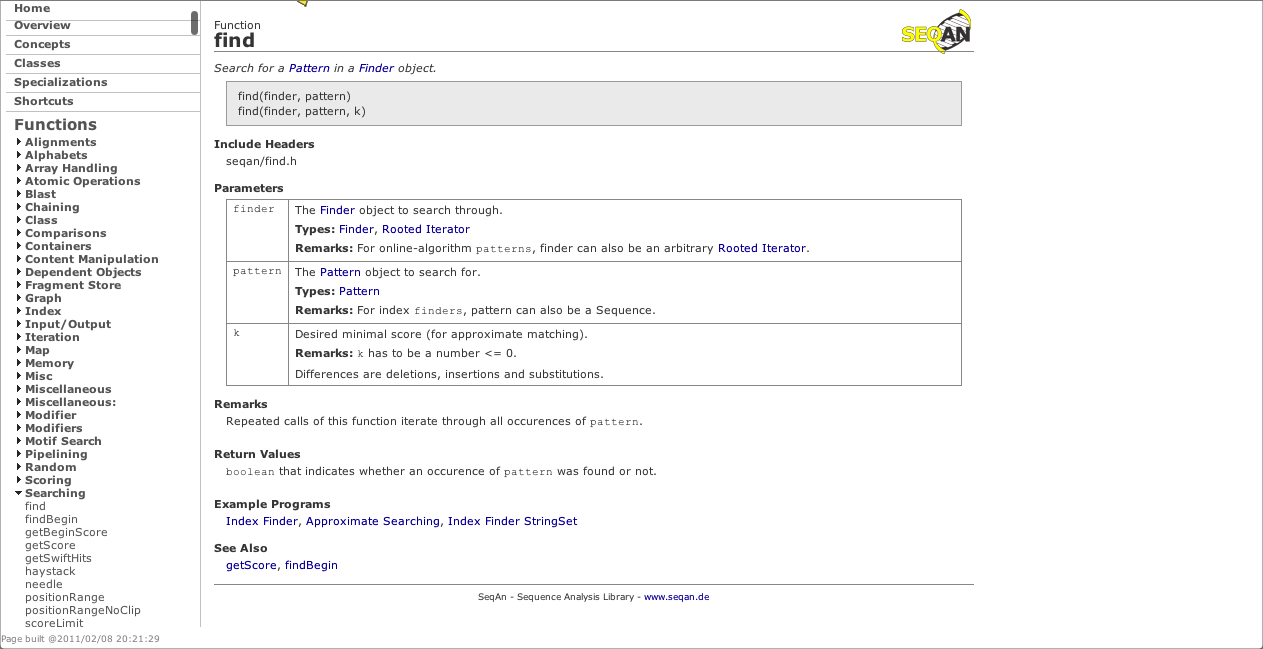 Home
Overview
Concepts
Classes
Specializations
Shortcuts
Functions
Alignments
Alphabets
Array Handling
Atomic Operations
Blast
Chaining
Class
Comparisons
Containers
Content Manipulation
Dependent Objects
Fragment Store
Graph
Index
Input/Output
Iteration
Map
Memory
Misc
Miscellaneous
Miscellaneous:
Modifier
Modifiers
Motif Search
Pipelining
Random
Scoring
Searching
find
findBegin
getBeginScore
getScore
getSwiftHits
haystack
needle
positionRange
positionRangeNoClip
scoreLimit
Page built @2011/02/08 20:21:29
Function
find
SEQAN
Search for a Pattern in a Finder object.
find(finder, pattern)
find(finder, pattern, k)
Include Headers
seqan/find.h
Parameters
finder
The Finder object to search through.
Types: Finder, Rooted Iterator
Remarks: For online-algorithm patterns, finder can also be an arbitrary Rooted Iterator.
pattern
The Pattern object to search for.
Types: Pattern
Remarks: For index finders, pattern can also be a Sequence.
k
Desired minimal score (for approximate matching).
Remarks: k has to be a number <= 0.
Differences are deletions, insertions and substitutions.
Remarks
Repeated calls of this function iterate through all occurences of pattern.
Return Values
boolean that indicates whether an occurence of pattern was found or not.
Example Programs
Index Finder, Approximate Searching, Index Finder StringSet
See Also
getScore, findBegin
SeqAn - Sequence Analysis Library - www.seqan.de